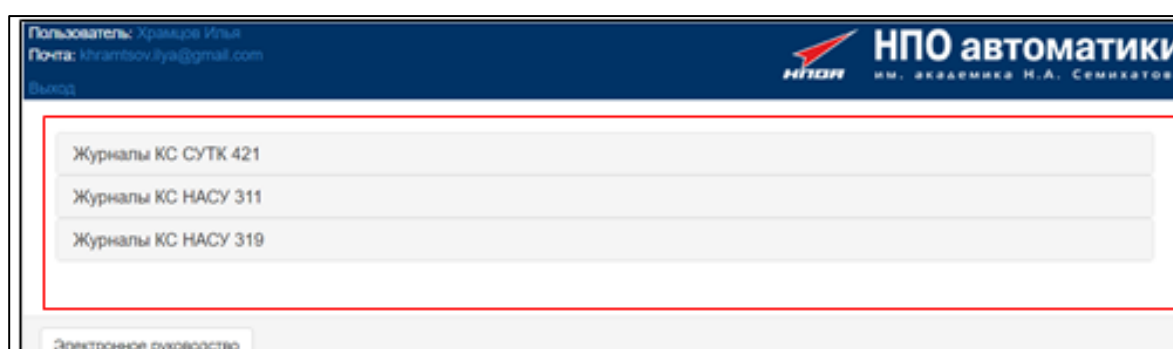 Пользователь: Храмцов Илья
Почта: khramtsov.ilya@gmail.com
Выход
НПОА
НПО автоматики
им. академика Н.А. Семихатов
Журналы КС СУТК 421
Журналы КС НАСУ 311
Журналы КС НАСУ 319
Электронное руководство